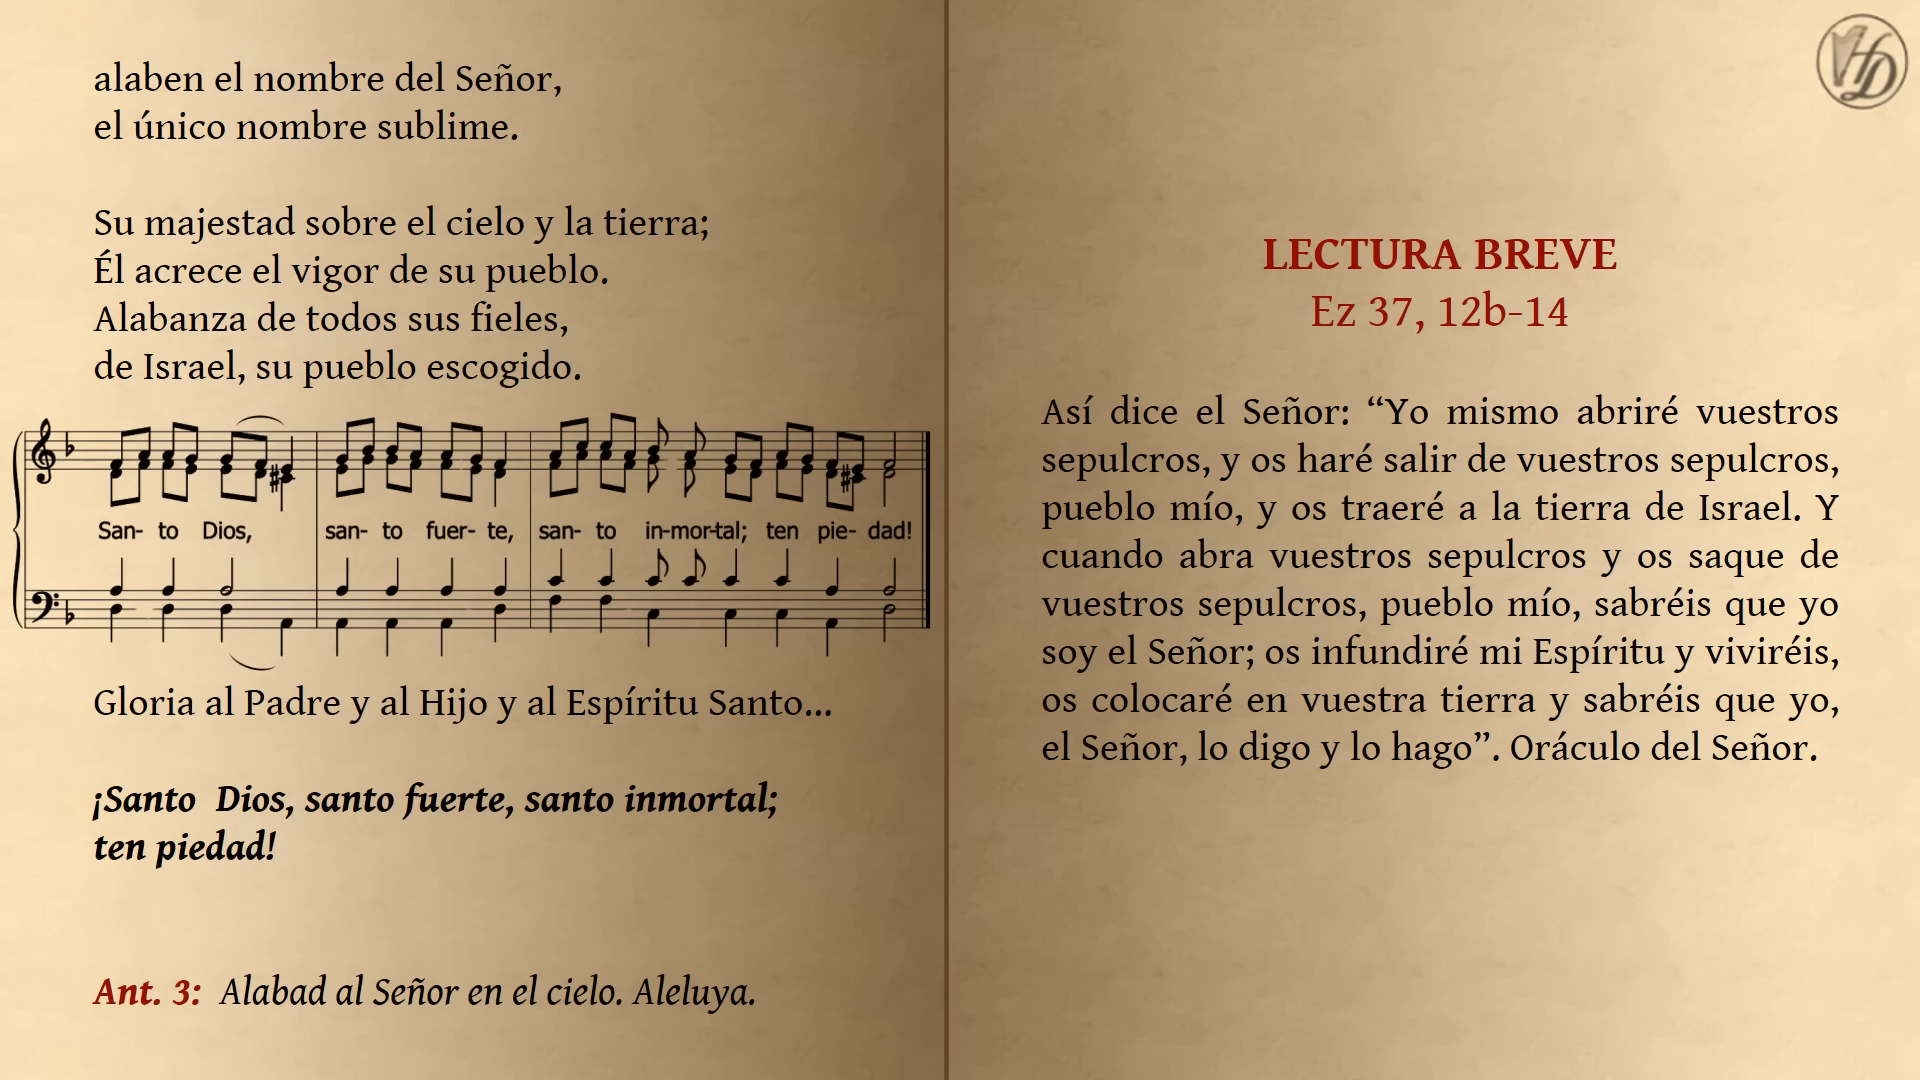 alaben el nombre del Señor,
el único nombre sublime.
Su majestad sobre el cielo y la tierra;
Él acrece el vigor de su pueblo.
Alabanza de todos sus fieles,
de Israel, su pueblo escogido.
San- to Dios, san- to fuer- te, san- to in-mor-tal; ten pie- dad!
Gloria al Padre y al Hijo y al Espíritu Santo...
¡Santo  Dios, santo fuerte, santo inmortal;
ten piedad!
Ant. 3: Alabad al Señor en el cielo. Aleluya.
HD
LECTURA BREVE
Ez 37, 12b-14
Así dice el Señor: “Yo mismo abriré vuestros
sepulcros, y os haré salir de vuestros sepulcros,
pueblo mío, y os traeré a la tierra de Israel. Y
cuando abra vuestros sepulcros y os saque de
vuestros sepulcros, pueblo mío, sabréis que yo
soy el Señor; os infundiré mi Espíritu y viviréis,
os colocaré en vuestra tierra y sabréis que yo,
el Señor, lo digo y lo hago”. Oráculo del Señor.